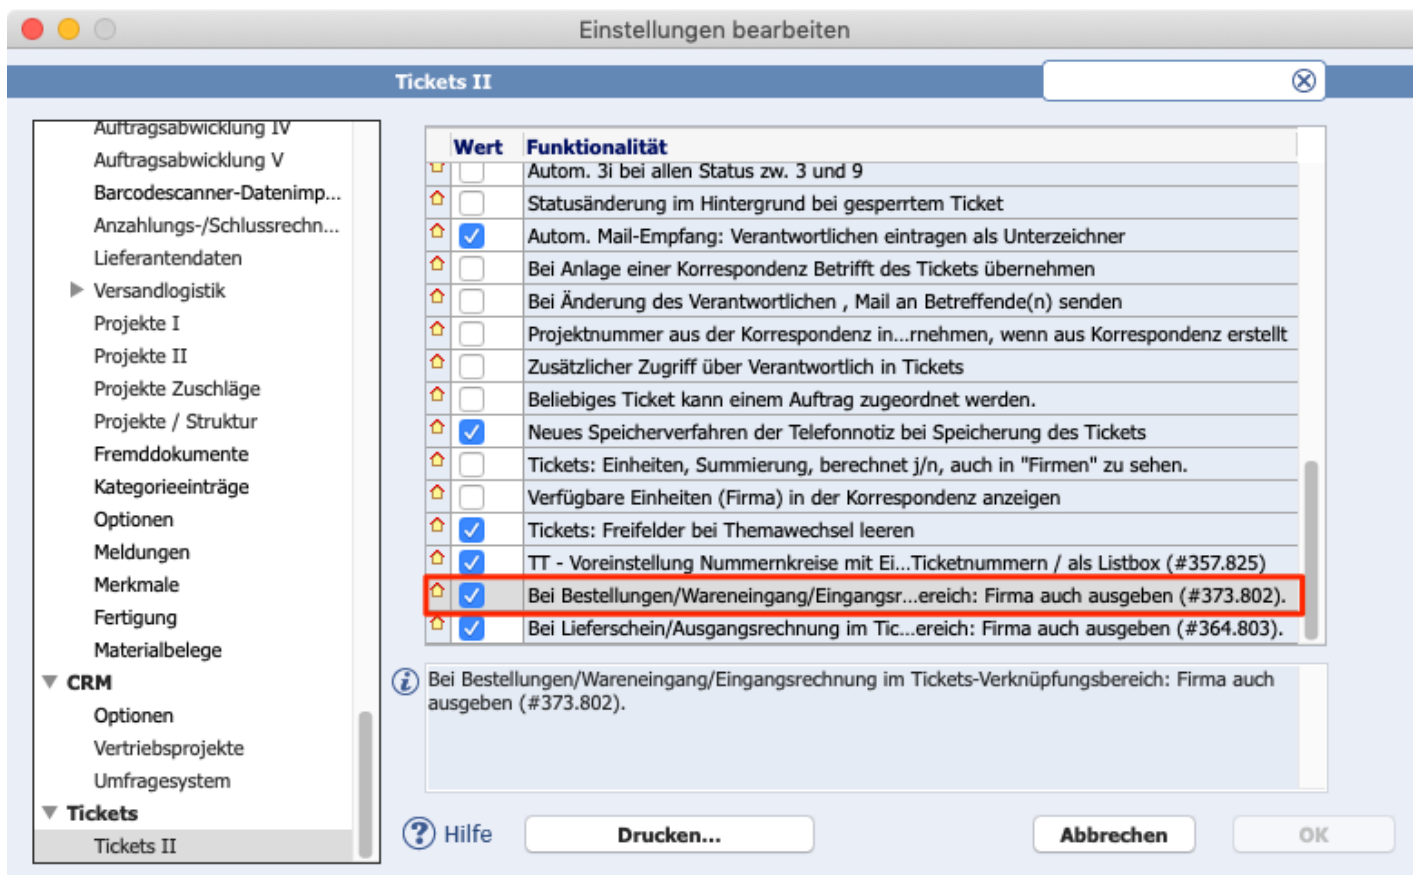 Einstellungen bearbeiten
Tickets II
Auftragsabwicklung IV
Auftragsabwicklung V
Barcodescanner-Datenimp...
Anzahlungs-/Schlussrechn...
Lieferantendaten
Versandlogistik
Projekte I
Projekte II
Projekte Zuschläge
Projekte / Struktur
Fremddokumente
Kategorieeinträge
Optionen
Meldungen
Merkmale
Fertigung
Materialbelege
CRM
Optionen
Vertriebsprojekte
Umfragesystem
Tickets
Tickets II
Wert Funktionalität
Autom. 3i bei allen Status zw. 3 und 9
Statusänderung im Hintergrund bei gesperrtem Ticket
Autom. Mail-Empfang: Verantwortlichen eintragen als Unterzeichner
Bei Anlage einer Korrespondenz Betrifft des Tickets übernehmen
Bei Änderung des Verantwortlichen , Mail an Betreffende(n) senden
Projektnummer aus der Korrespondenz in...rnehmen, wenn aus Korrespondenz erstellt
Zusätzlicher Zugriff über Verantwortlich in Tickets
Beliebiges Ticket kann einem Auftrag zugeordnet werden.
Neues Speicherverfahren der Telefonnotiz bei Speicherung des Tickets
Tickets: Einheiten, Summierung, berechnet j/n, auch in "Firmen" zu sehen.
Verfügbare Einheiten (Firma) in der Korrespondenz anzeigen
Tickets: Freifelder bei Themawechsel leeren
TT - Voreinstellung Nummernkreise mit Ei...Ticketnummern / als Listbox (#357.825)
Bei Bestellungen/Wareneingang/Eingangsr...ereich: Firma auch ausgeben (#373.802).
Bei Lieferschein/Ausgangsrechnung im Tic...ereich: Firma auch ausgeben (#364.803).
Bei Bestellungen/Wareneingang/Eingangsrechnung im Tickets-Verknüpfungsbereich: Firma auch
ausgeben (#373.802).
Hilfe
Drucken...
Abbrechen
OK